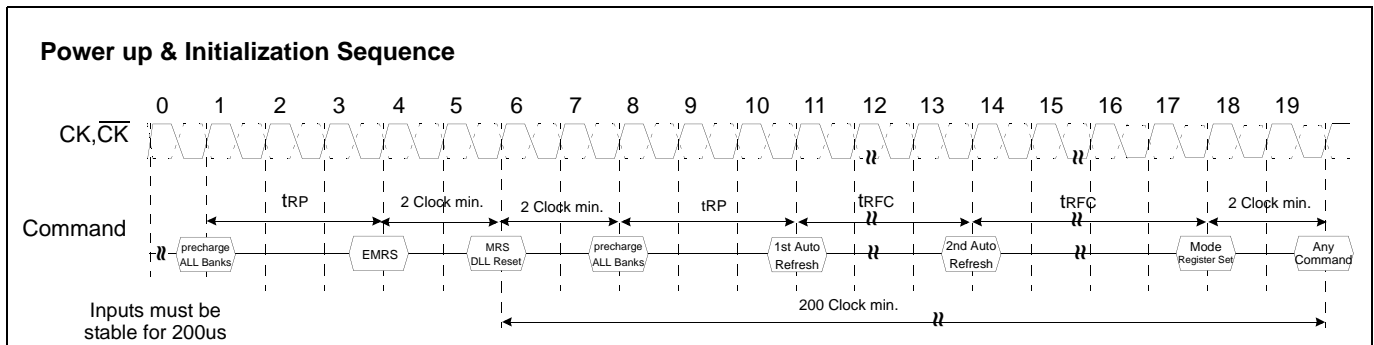 Power up & Initialization Sequence
0 1 2 3 4 5 6 7 8 9 10 11 12 13 14 15 16 17 18 19
CK,CK
tRP 2 Clock min. 2 Clock min. tRP tRFC tRFC 2 Clock min.
Command
precharge
ALL Banks
EMRS
MRS
DLL Reset
precharge
ALL Banks
1st Auto
Refresh
2nd Auto
Refresh
Mode
Register Set
Any
Command
200 Clock min.
Inputs must be
stable for 200us